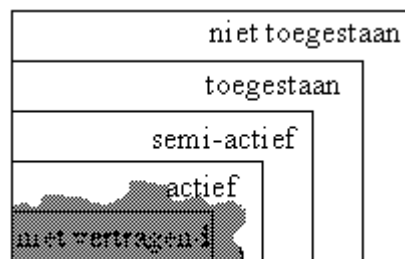 niet toegestaan
toegestaan
semi-actief
actief
niet vertragend